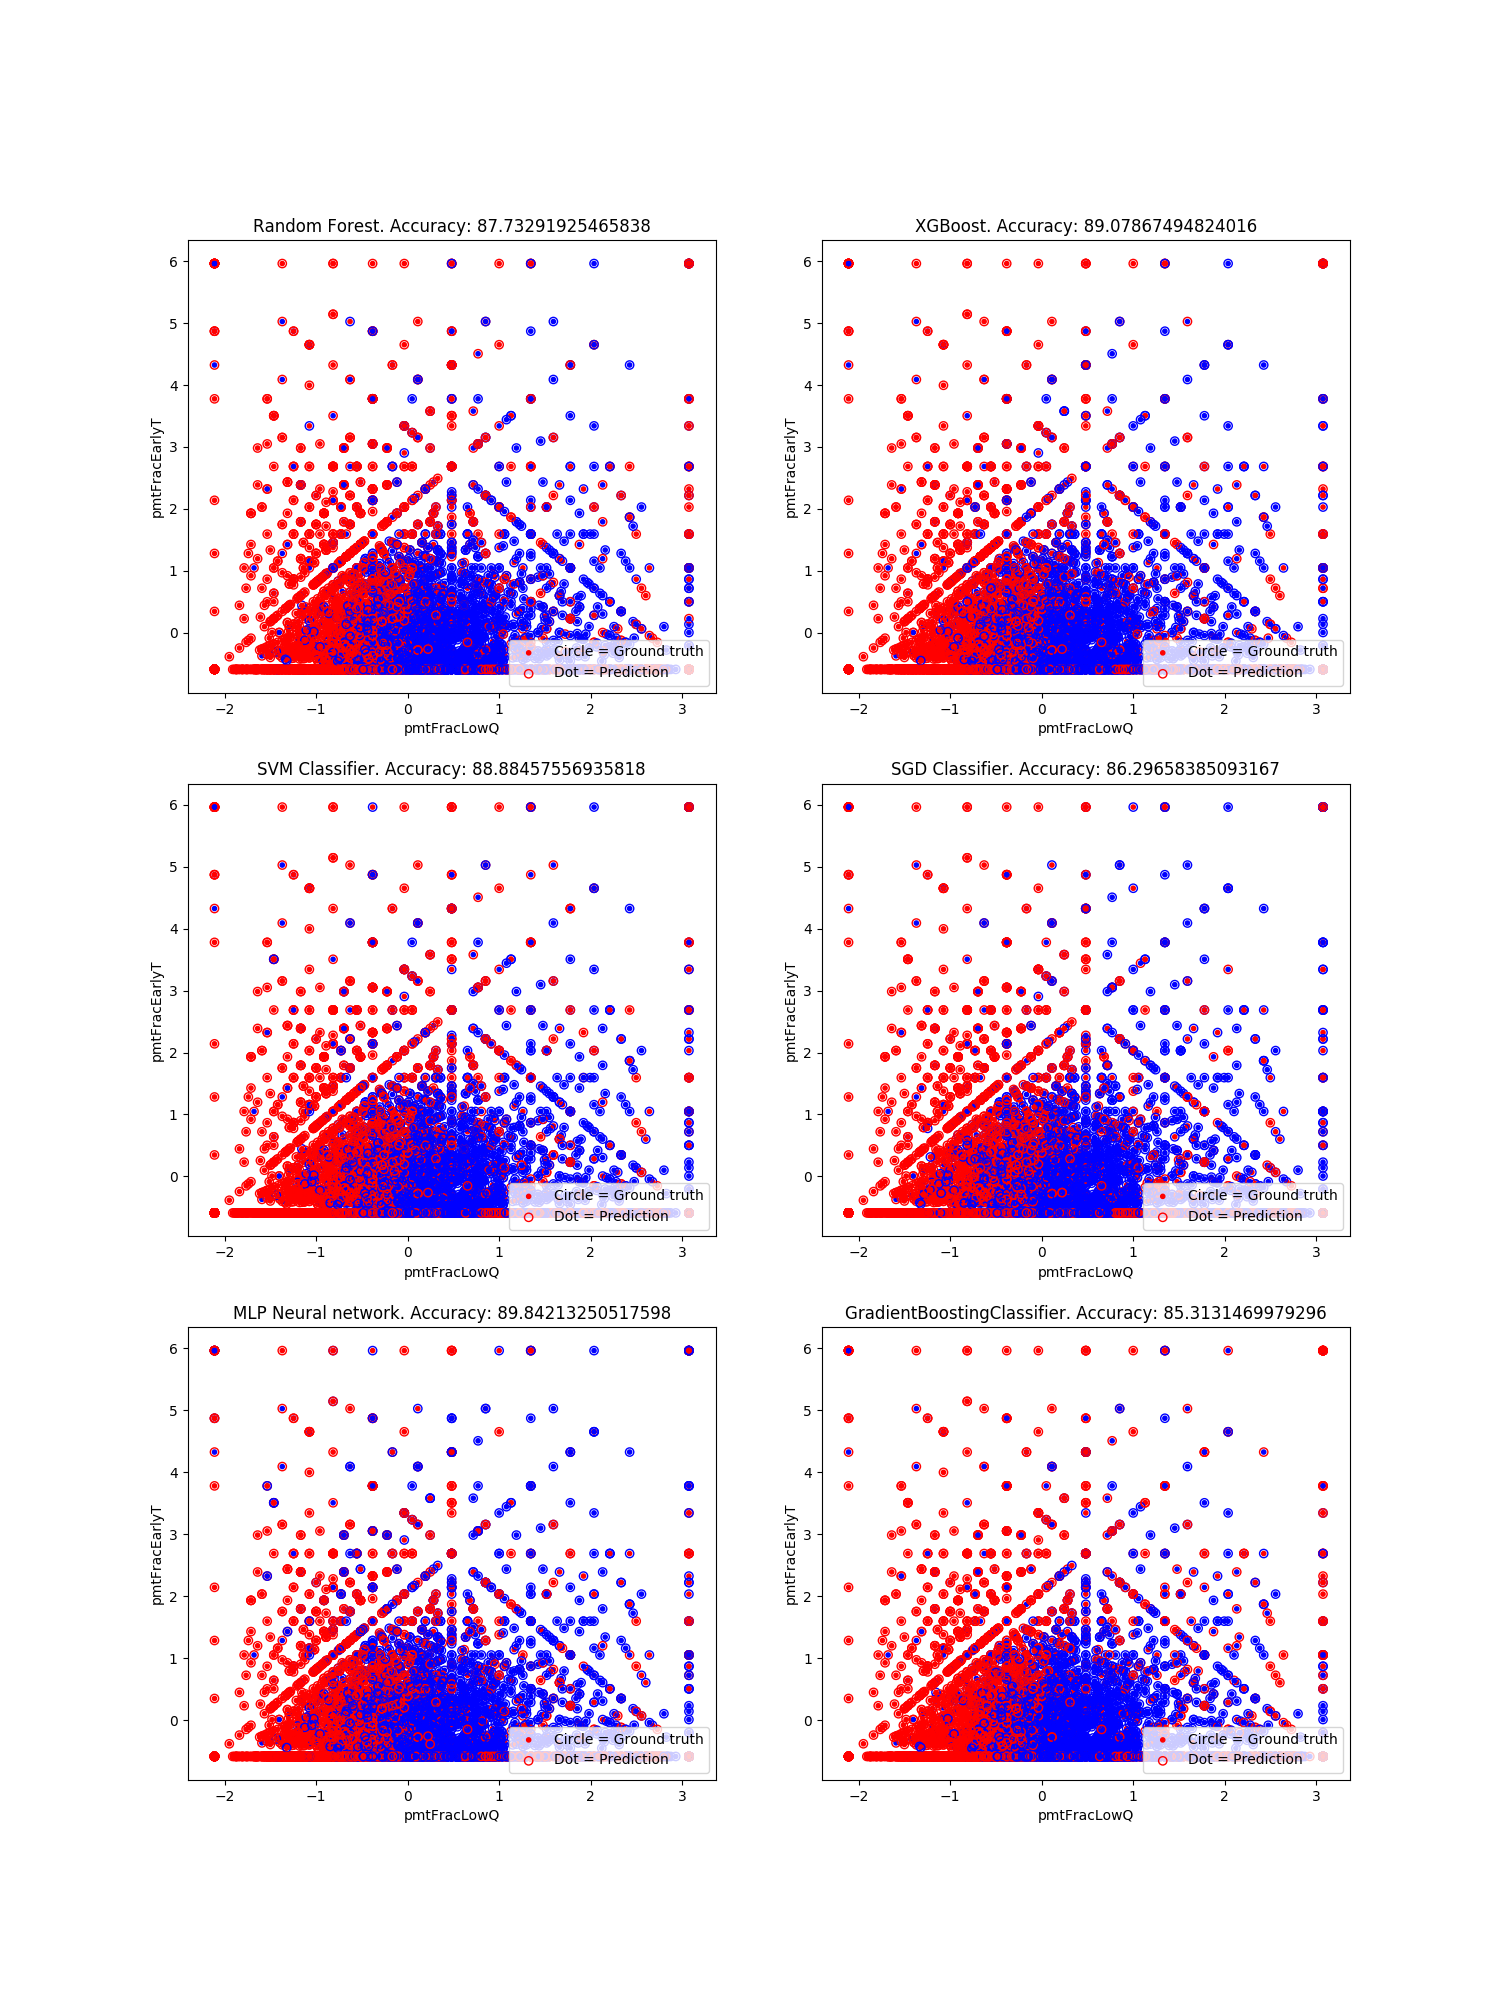 Random Forest. Accuracy: 87.73291925465838
6
5
4
3
2
1
0
pmtFracEarlyT
Circle = Ground truth
Dot = Prediction
−2 −1 0 1 2 3
pmtFracLowQ
XGBoost. Accuracy: 89.07867494824016
6
5
4
3
2
1
0
pmtFracEarlyT
Circle = Ground truth
Dot = Prediction
−2 −1 0 1 2 3
pmtFracLowQ
SVM Classifier. Accuracy: 88.88457556935818
6
5
4
3
2
1
0
pmtFracEarlyT
Circle = Ground truth
Dot = Prediction
−2 −1 0 1 2 3
pmtFracLowQ
SGD Classifier. Accuracy: 86.29658385093167
6
5
4
3
2
1
0
pmtFracEarlyT
Circle = Ground truth
Dot = Prediction
−2 −1 0 1 2 3
pmtFracLowQ
MLP Neural network. Accuracy: 89.84213250517598
6
5
4
3
2
1
0
pmtFracEarlyT
Circle = Ground truth
Dot = Prediction
−2 −1 0 1 2 3
pmtFracLowQ
GradientBoostingClassifier. Accuracy: 85.3131469979296
6
5
4
3
2
1
0
pmtFracEarlyT
Circle = Ground truth
Dot = Prediction
−2 −1 0 1 2 3
pmtFracLowQ